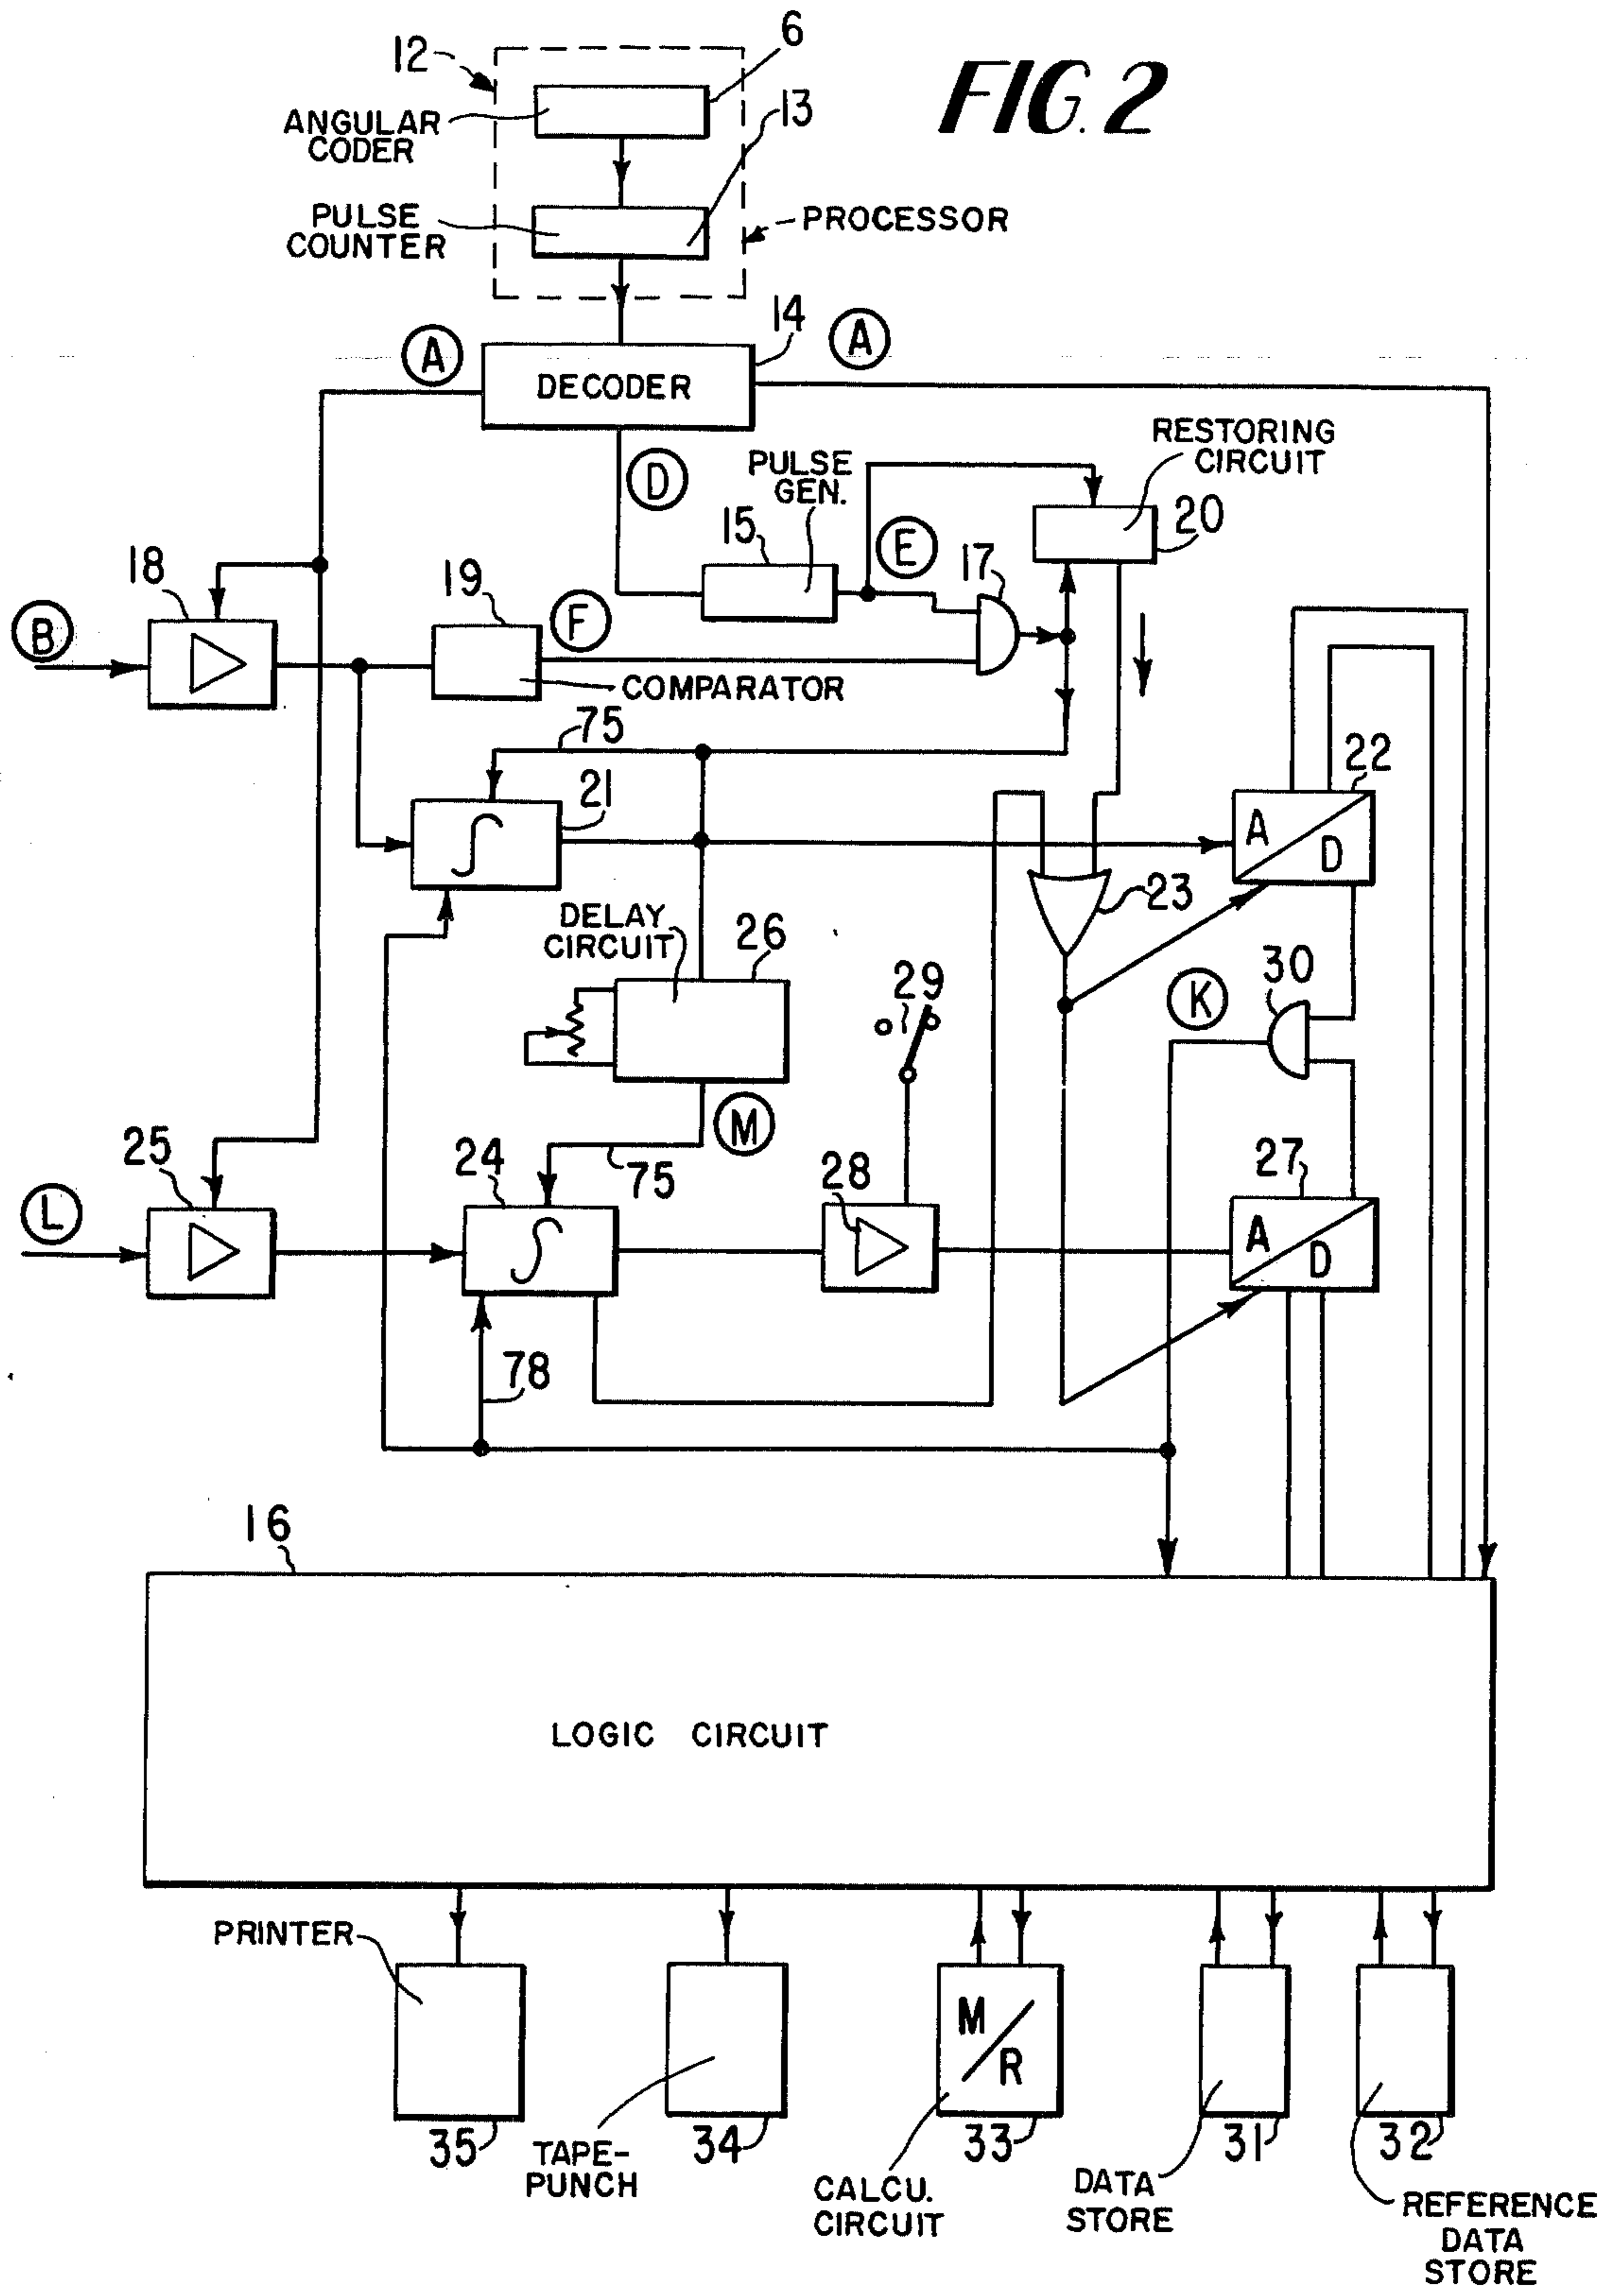 FIG. 2
12
6
ANGULAR
CODER
13
PULSE
COUNTER
PROCESSOR
14
A
A
DECODER
RESTORING
CIRCUIT
D
PULSE
GEN.
20
15
E
17
18
19
F
B
COMPARATOR
75
21
22
A
D
23
DELAY
CIRCUIT
26
29
30
K
M
25
24
75
28
27
L
A
D
78
16
LOGIC CIRCUIT
PRINTER
M
R
35
34
33
31
32
TAPE-
PUNCH
CALCU.
CIRCUIT
DATA
STORE
REFERENCE
DATA
STORE